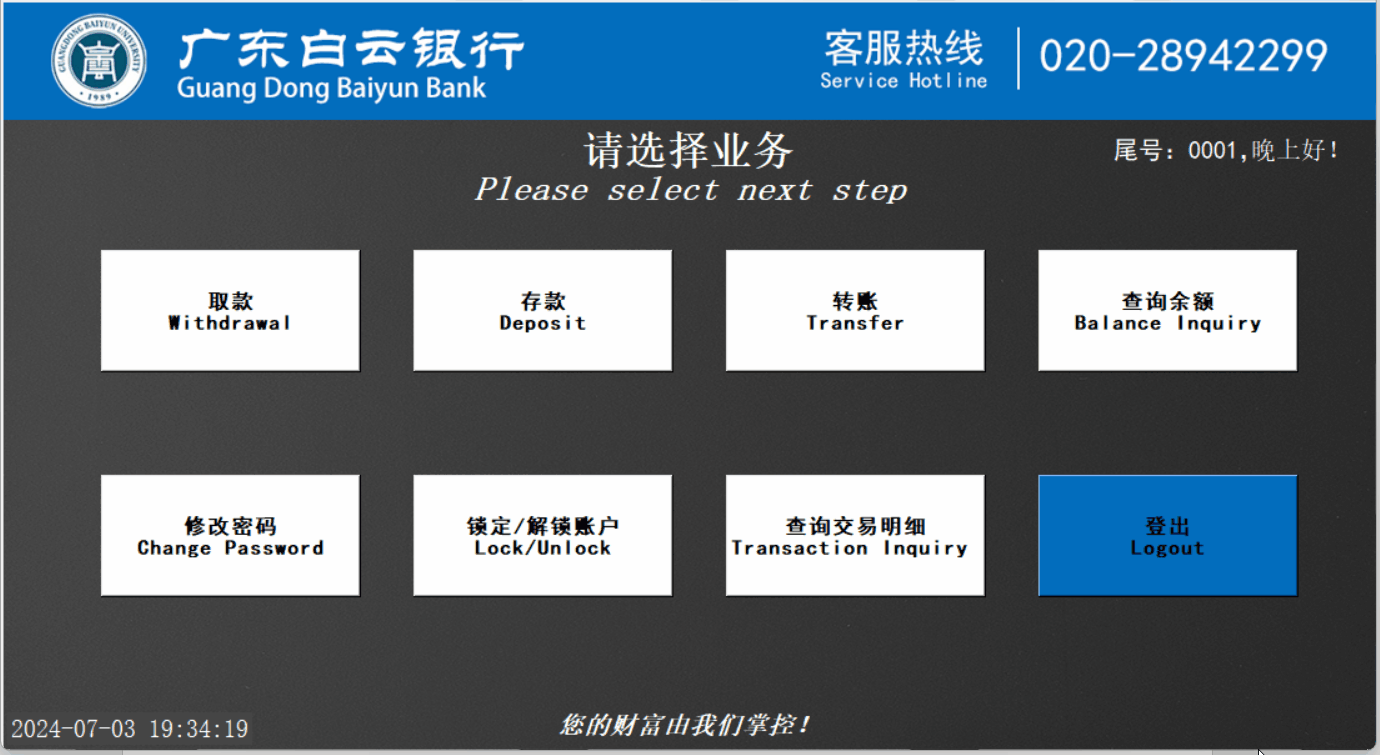 GUANGDONG BAIYUN UNIVERSITY
· 1989 ·
广东白云银行
Guang Dong Baiyun Bank
客服热线
Service Hotline
020-28942299
请选择业务
Please select next step
尾号：0001,晚上好!
取款
Withdrawal
存款
Deposit
转账
Transfer
查询余额
Balance Inquiry
修改密码
Change Password
锁定/解锁账户
Lock/Unlock
查询交易明细
Transaction Inquiry
登出
Logout
2024-07-03 19:34:19
您的财富由我们掌控!